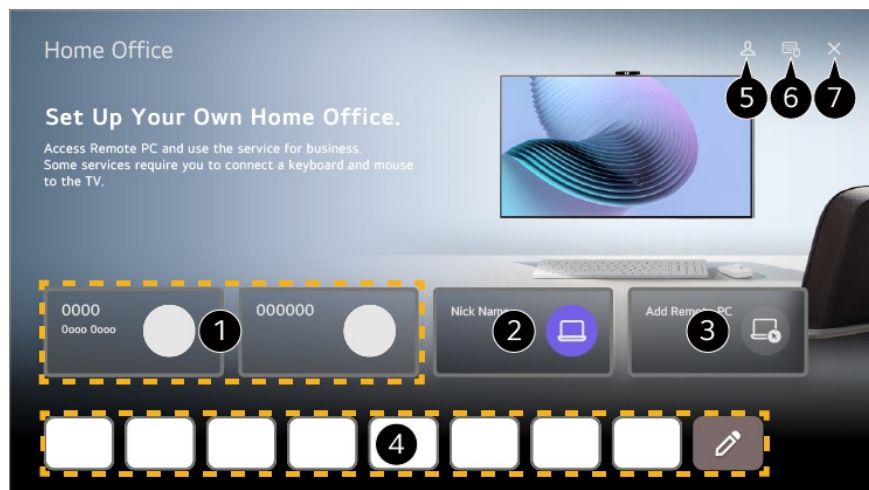 Home Office
5 6 7
Set Up Your Own Home Office.
Access Remote PC and use the service for business.
Some services require you to connect a keyboard and mouse
to the TV.
0000
0ooo 0ooo
1
000000
Nick Name
2
Add Remote PC
3
4